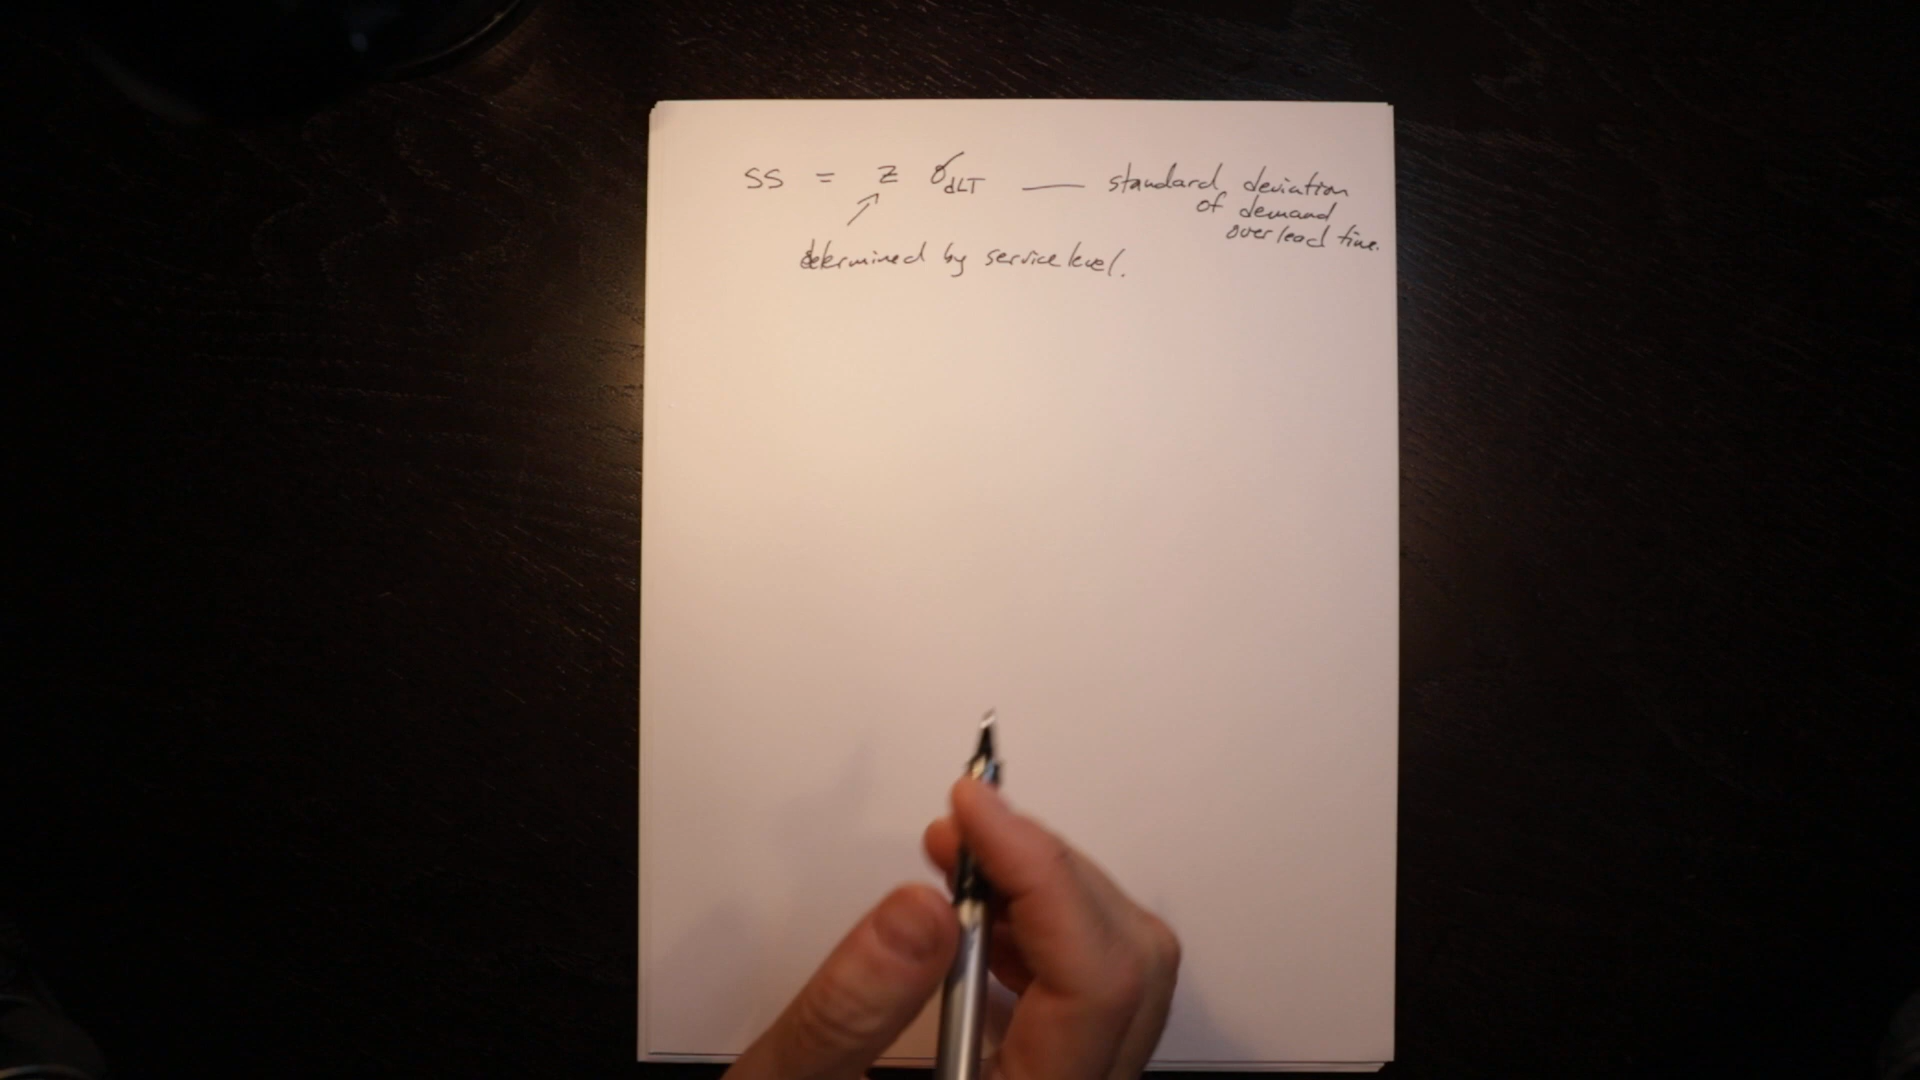 SS = z σdLT — standard deviation
of demand
over lead time.
determined by service level.